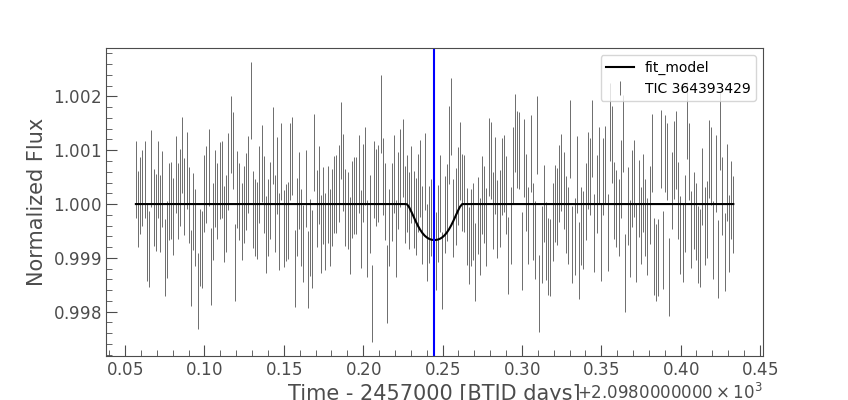 fit_model
TIC 364393429
Normalized Flux
1.002
1.001
1.000
0.999
0.998
0.05 0.10 0.15 0.20 0.25 0.30 0.35 0.40 0.45
Time - 2457000 [BTJD days]
+2.0980000000 × 10³